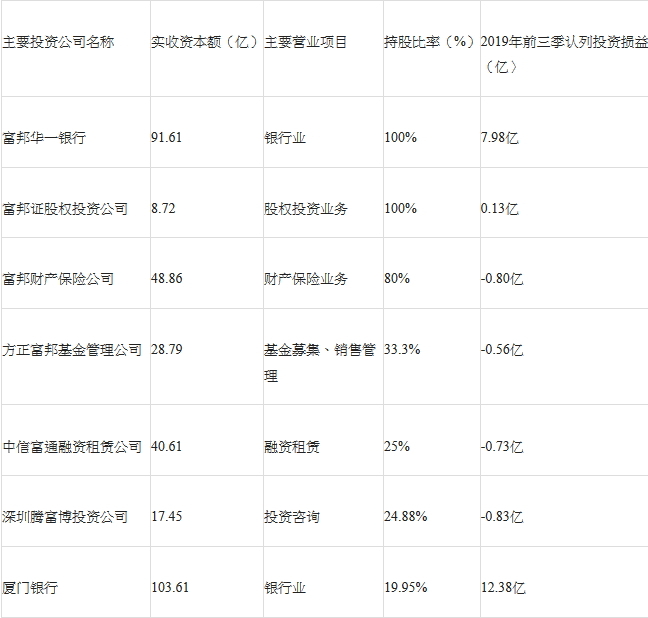 主要投资公司名称 实收资本额（亿） 主要营业项目 持股比率（%） 2019年前三季认列投资损益
（亿）
富邦华一银行 91.61 银行业 100% 7.98亿
富邦证股权投资公司 8.72 股权投资业务 100% 0.13亿
富邦财产保险公司 48.86 财产保险业务 80% -0.80亿
方正富邦基金管理公司 28.79 基金募集、销售管 33.3% -0.56亿
理
中信富通融资租赁公司 40.61 融资租赁 25% -0.73亿
深圳腾富博投资公司 17.45 投资咨询 24.88% -0.83亿
厦门银行 103.61 银行业 19.95% 12.38亿